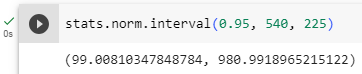 stats.norm.interval(0.95, 540, 225)
0s
(99.00810347848784, 980.9918965215122)